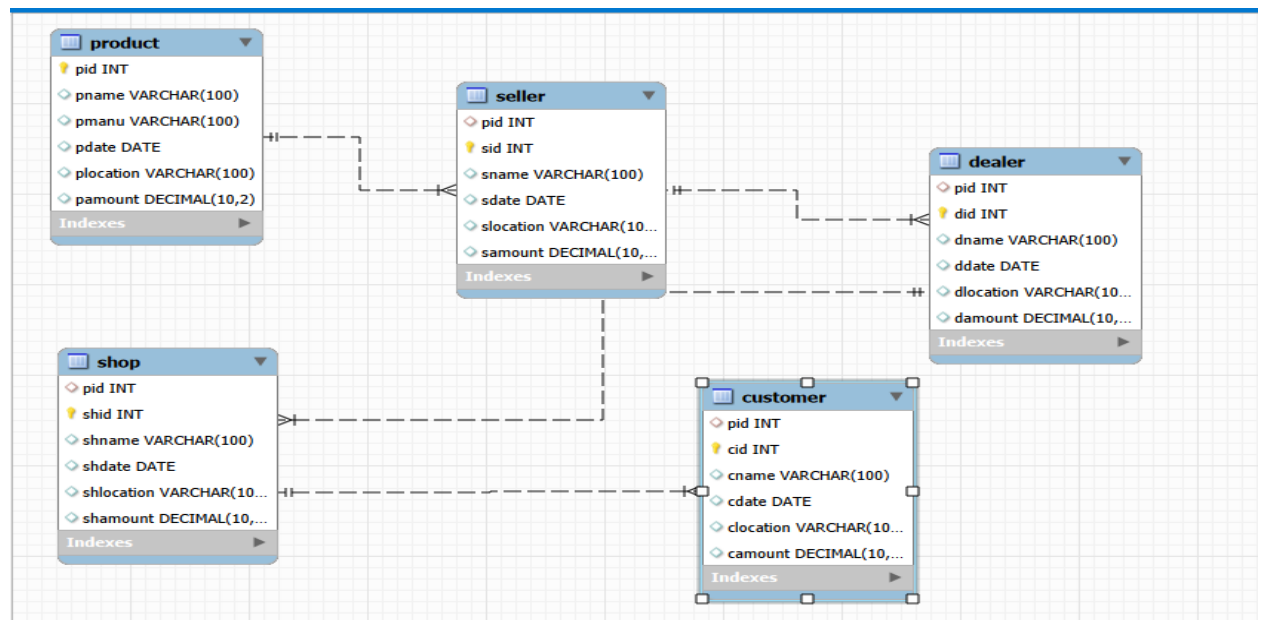 product
pid INT
pname VARCHAR(100)
pmanu VARCHAR(100)
pdate DATE
plocation VARCHAR(100)
pamount DECIMAL(10,2)
Indexes
seller
pid INT
sid INT
sname VARCHAR(100)
sdate DATE
slocation VARCHAR(10...
samount DECIMAL(10,...
Indexes
dealer
pid INT
did INT
dname VARCHAR(100)
ddate DATE
dlocation VARCHAR(10...
damount DECIMAL(10,...
Indexes
shop
pid INT
shid INT
shname VARCHAR(100)
shdate DATE
shlocation VARCHAR(10...
shamount DECIMAL(10,...
Indexes
customer
pid INT
cid INT
cname VARCHAR(100)
cdate DATE
clocation VARCHAR(10...
camount DECIMAL(10,...
Indexes